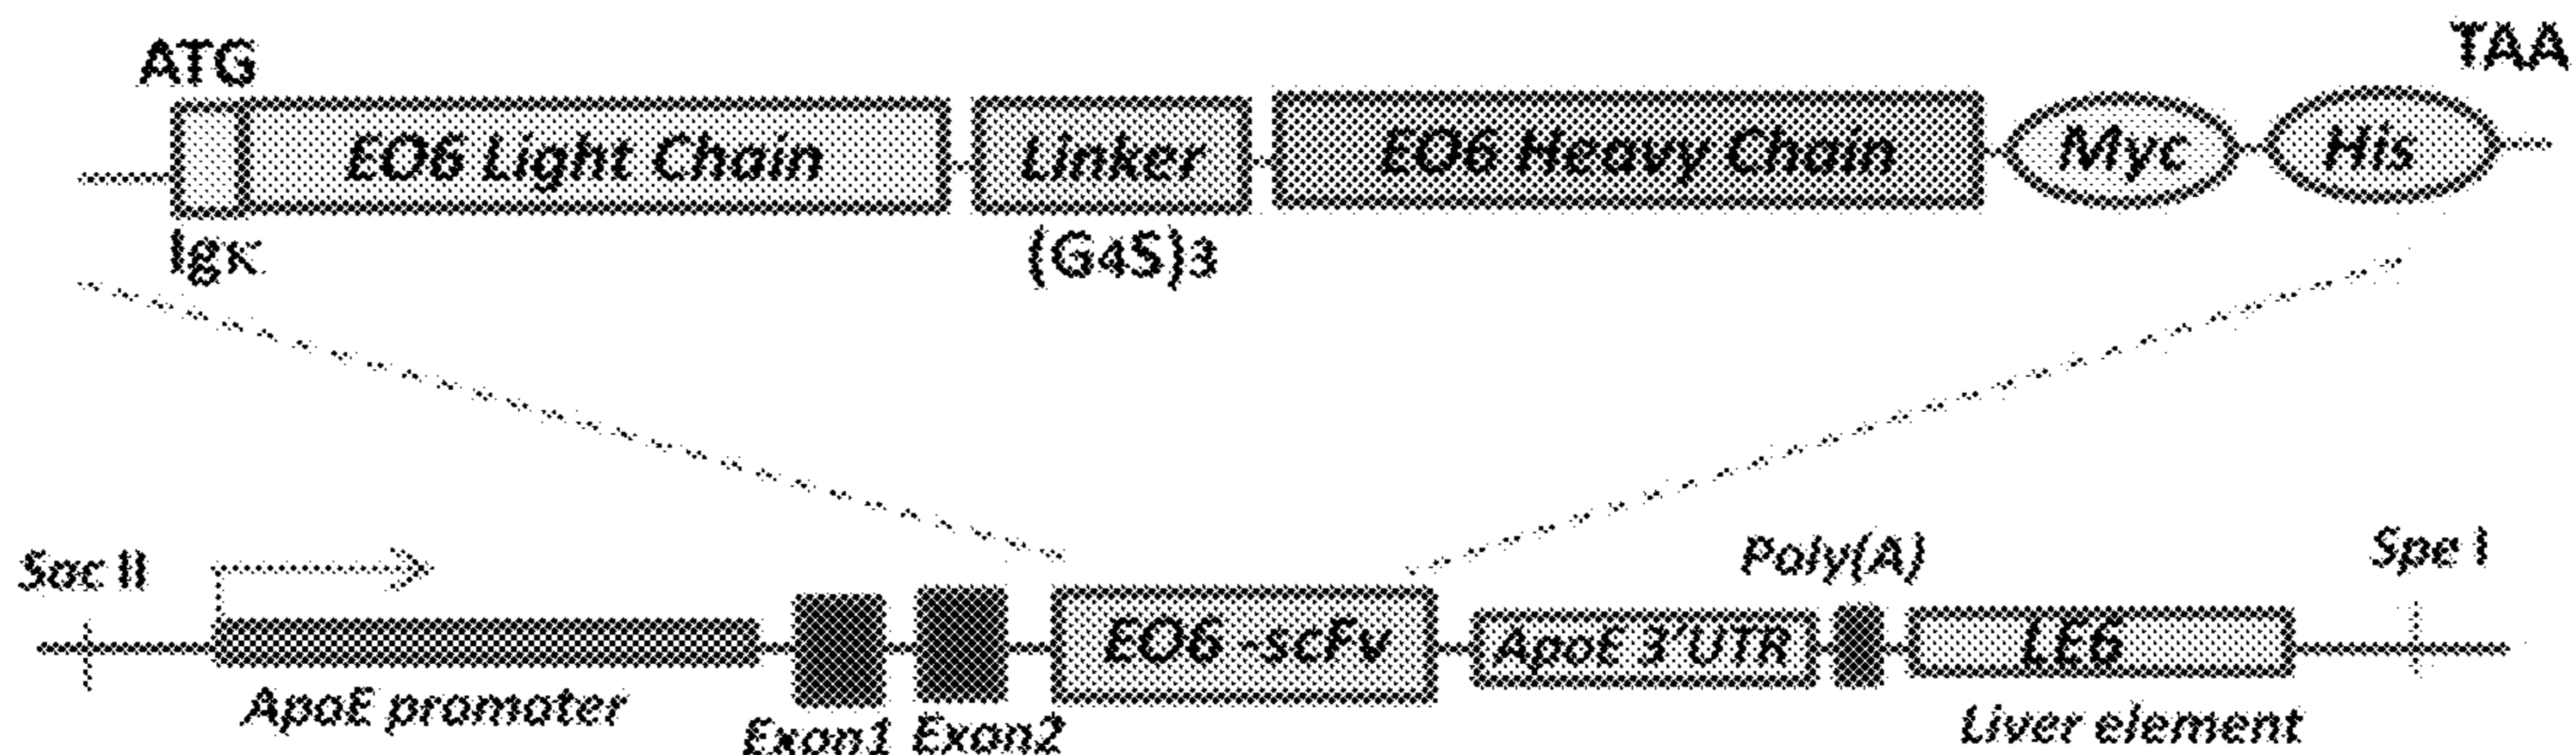 ATG
TAA
EO6 Light Chain
Linker
EO6 Heavy Chain
Myc
His
Igκ
(G4S)3
Sac II
Poly(A)
Spe I
EO6 -scFv
ApoE 3'UTR
LE6
ApoE promoter
Exon1
Exon2
Liver element